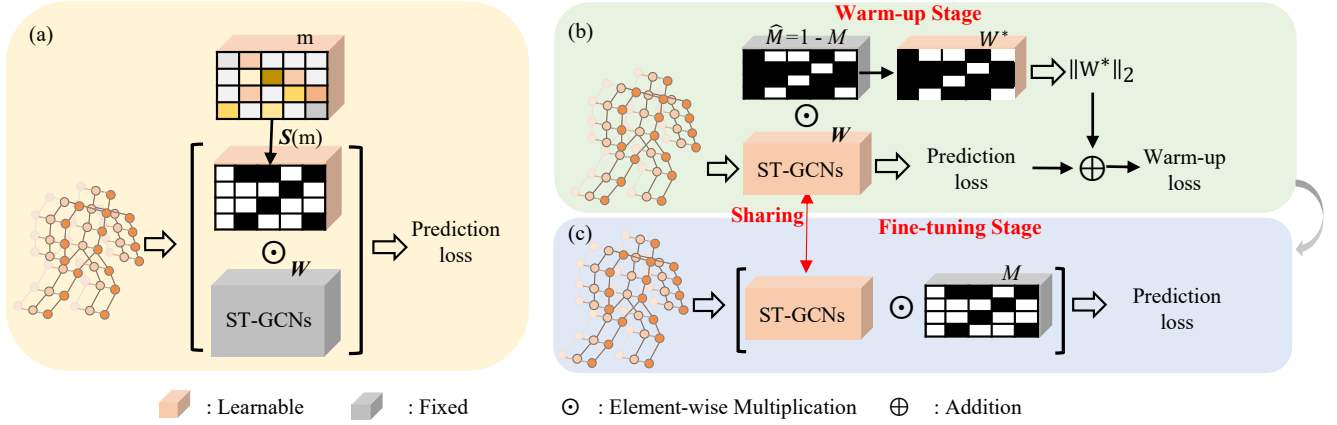 (a)
m
S(m)
W
ST-GCNs
Prediction
loss
(b)
Warm-up Stage
M̂=1 - M
W*
‖W*‖₂
W
ST-GCNs
Prediction
loss
Warm-up
loss
Sharing
(c)
Fine-tuning Stage
ST-GCNs
M
Prediction
loss
: Learnable
: Fixed
⊙ : Element-wise Multiplication
⊕ : Addition